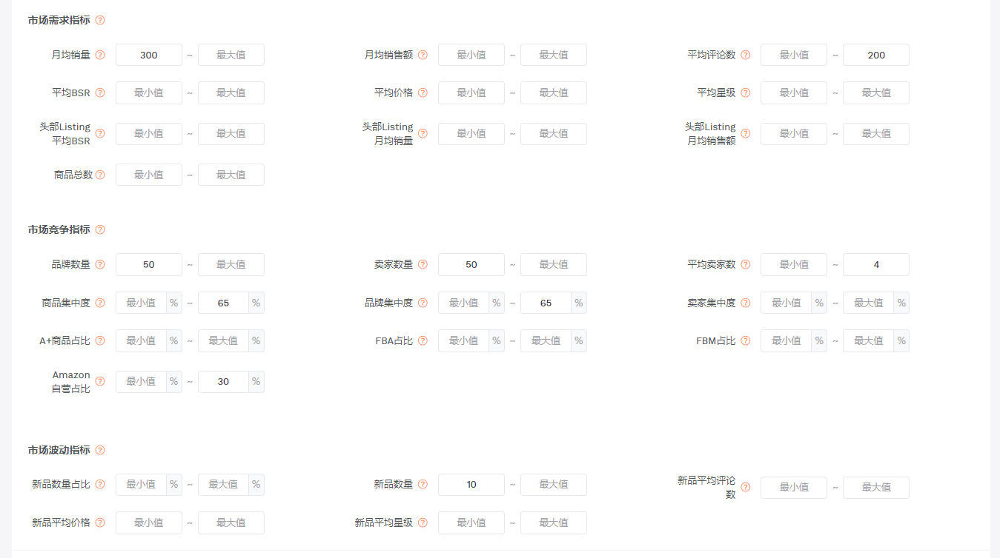 市场需求指标 ?
月均销量 ? 300 ~ 最大值 月均销售额 ? 最小值 ~ 最大值 平均评论数 ? 最小值 ~ 200
平均BSR ? 最小值 ~ 最大值 平均价格 ? 最小值 ~ 最大值 平均星级 ? 最小值 ~ 最大值
头部Listing
平均BSR ? 最小值 ~ 最大值 头部Listing
月均销量 ? 最小值 ~ 最大值 头部Listing
月均销售额 ? 最小值 ~ 最大值
商品总数 ? 最小值 ~ 最大值
市场竞争指标 ?
品牌数量 ? 50 ~ 最大值 卖家数量 ? 50 ~ 最大值 平均卖家数 ? 最小值 ~ 4
商品集中度 ? 最小值 % ~ 65 % 品牌集中度 ? 最小值 % ~ 65 % 卖家集中度 ? 最小值 % ~ 最大值 %
A+商品占比 ? 最小值 % ~ 最大值 % FBA占比 ? 最小值 % ~ 最大值 % FBM占比 ? 最小值 % ~ 最大值 %
Amazon
自营占比 ? 最小值 % ~ 30 %
市场波动指标 ?
新品数量占比 ? 最小值 % ~ 最大值 % 新品数量 ? 10 ~ 最大值 新品平均评论
数 ? 最小值 ~ 最大值
新品平均价格 ? 最小值 ~ 最大值 新品平均星级 ? 最小值 ~ 最大值